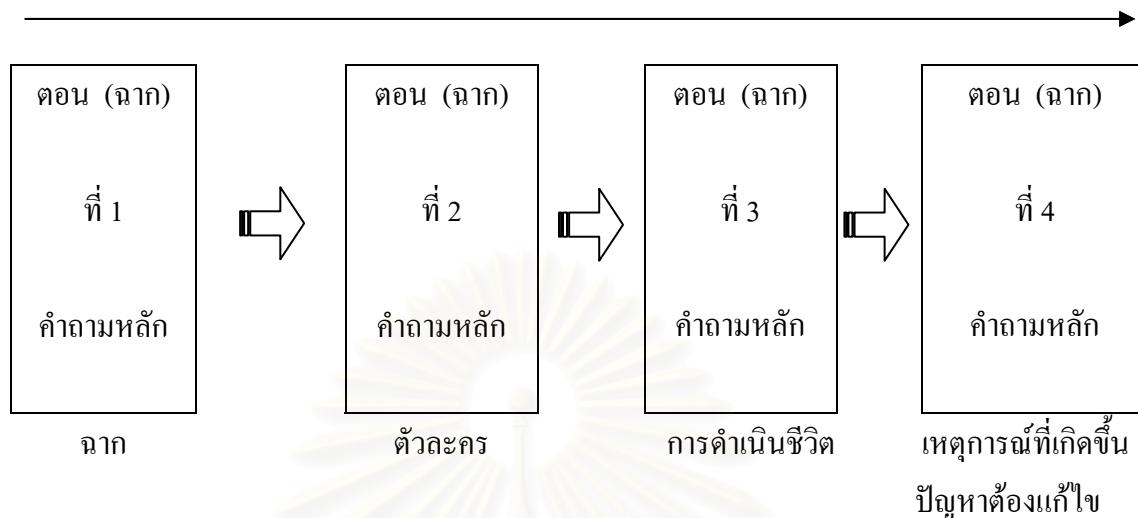 ตอน (ฉาก)
ที่ 1
คำถามหลัก
ฉาก
ตอน (ฉาก)
ที่ 2
คำถามหลัก
ตัวละคร
ตอน (ฉาก)
ที่ 3
คำถามหลัก
การดำเนินชีวิต
ตอน (ฉาก)
ที่ 4
คำถามหลัก
เหตุการณ์ที่เกิดขึ้น
ปัญหาต้องแก้ไข